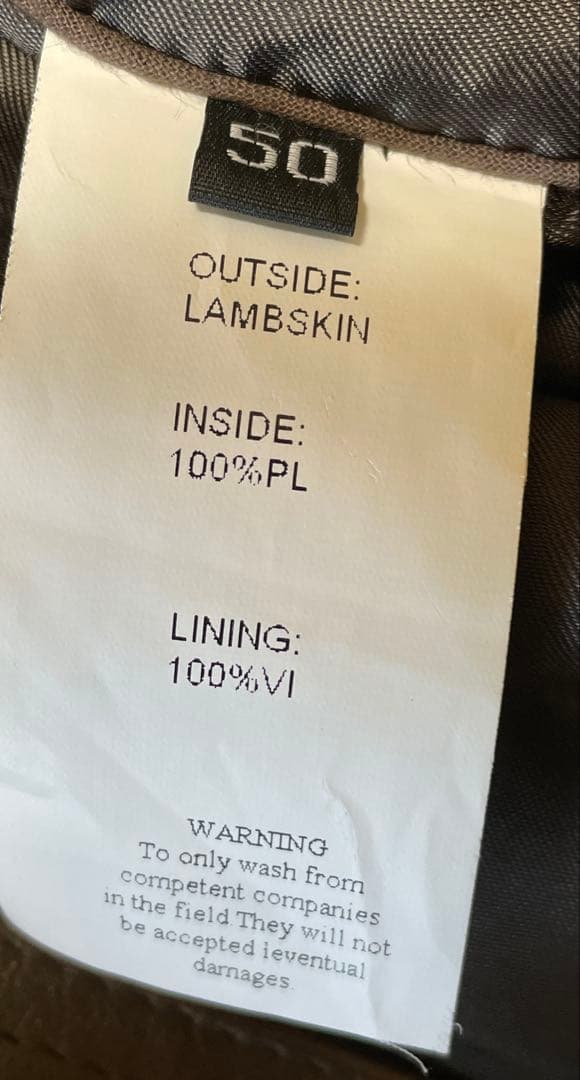 50
OUTSIDE:
LAMBSKIN
INSIDE:
100%PL
LINING:
100%VI
WARNING
To only wash from
competent companies
in the field They will not
be accepted ieventual
damages